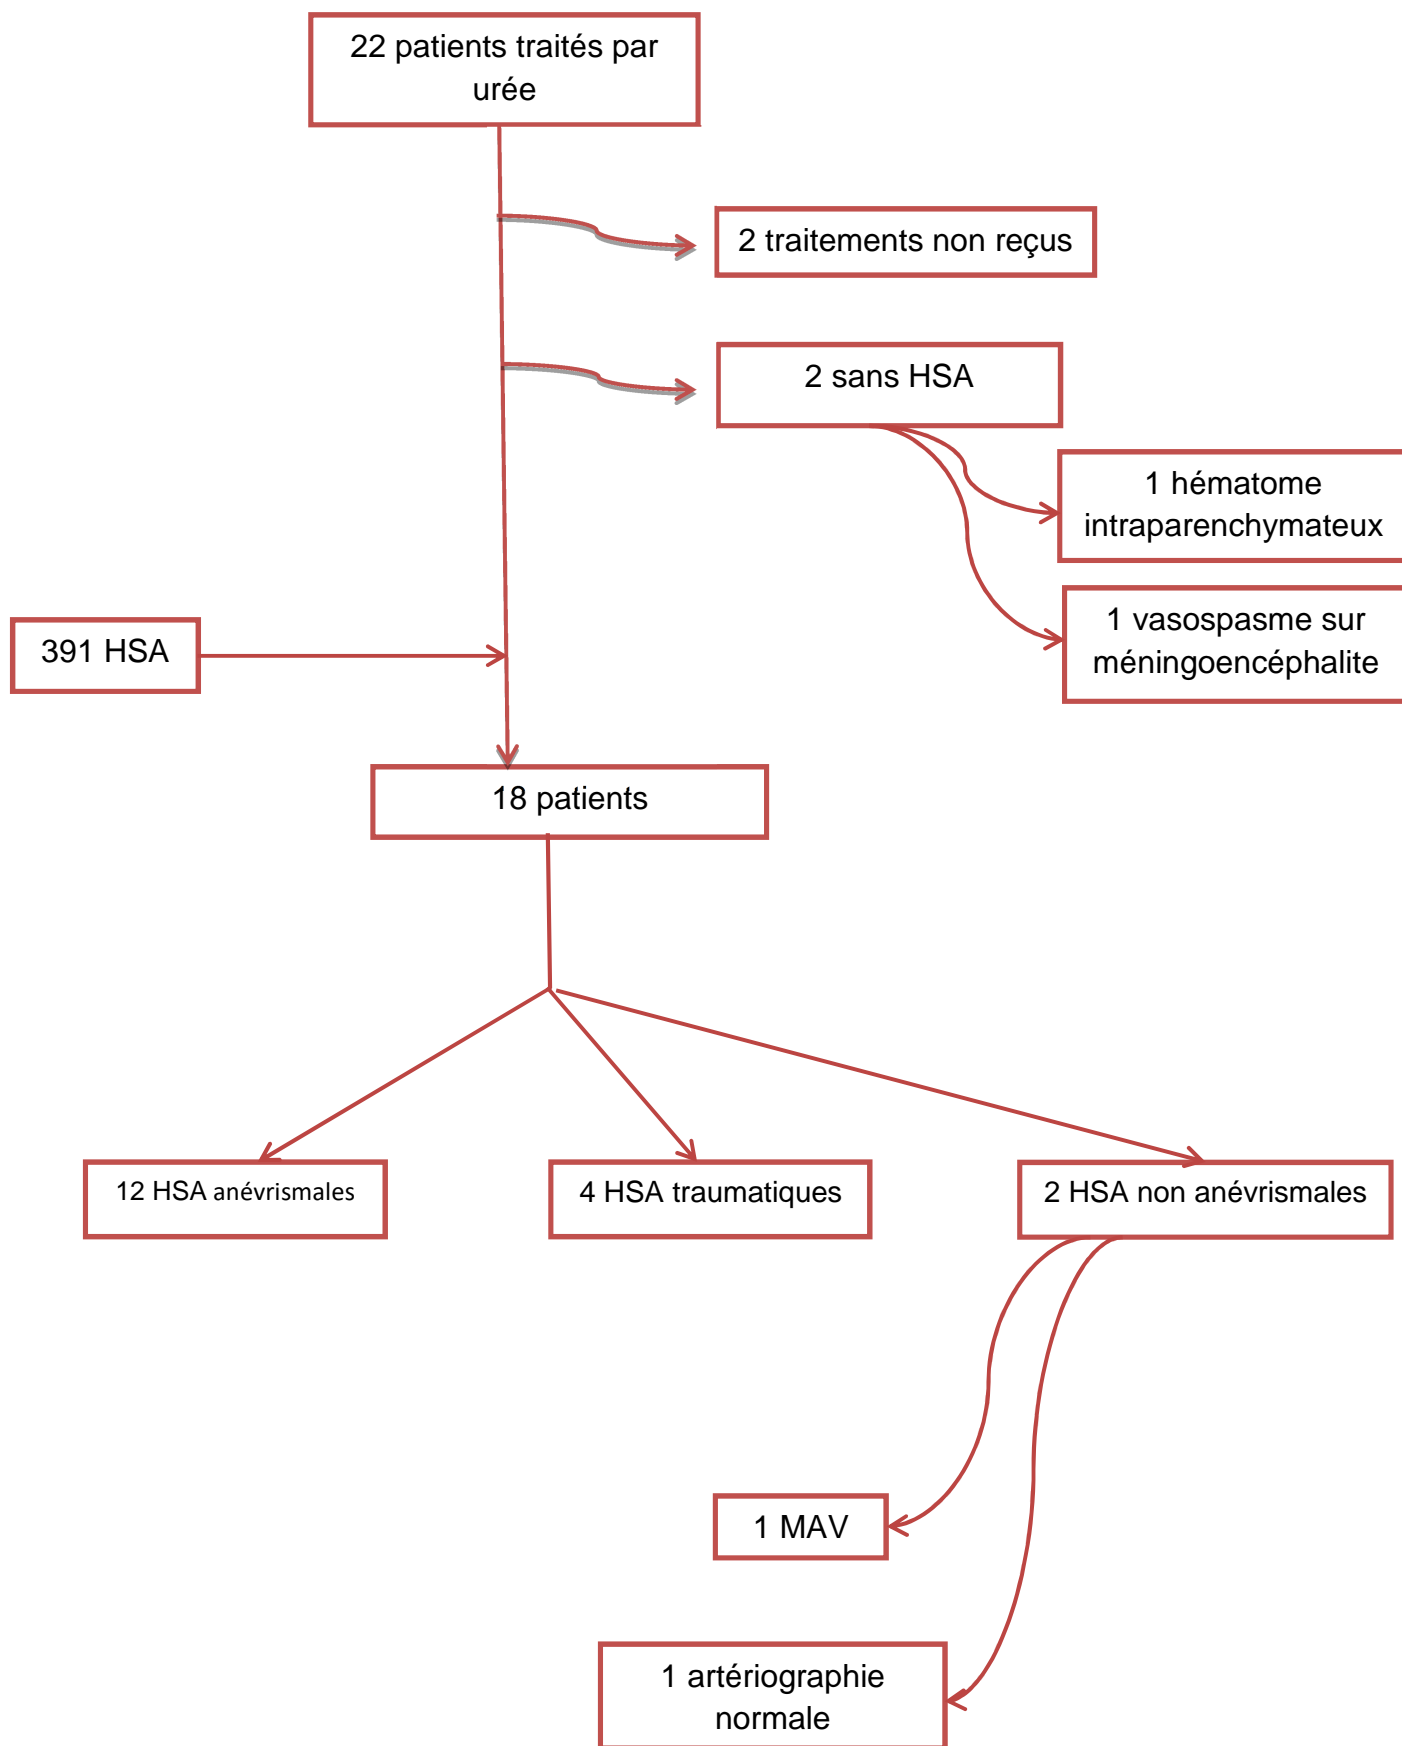 22 patients traités par
urée
2 traitements non reçus
2 sans HSA
1 hématome
intraparenchymateux
1 vasospasme sur
méningoencéphalite
391 HSA
18 patients
12 HSA anévrismales
4 HSA traumatiques
2 HSA non anévrismales
1 MAV
1 artériographie
normale